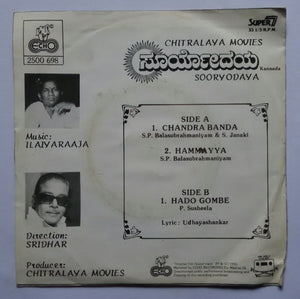 ECHO
2500 698
SUPER 7
33 1/3 R.P.M.
CHITRALAYA MOVIES
ಸೂರ್ಯೋದಯ Kannada
SOORYODAYA
Music:
ILAIYARAAJA
Direction:
SRIDHAR
Producer:
CHITRALAYA MOVIES
SIDE A
1. CHANDRA BANDA
S.P. Balasubrahmaniyam & S. Janaki
2. HAMMAYYA
S.P. Balasubrahmaniyam
SIDE B
1. HADO GOMBE
P. Susheela
Lyric: Udhayashankar
ECHO